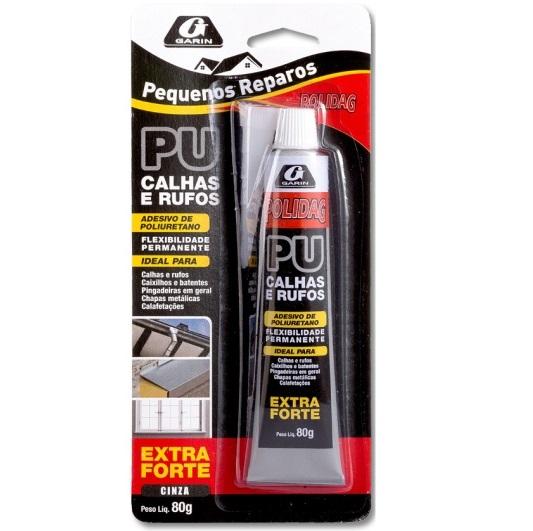 G
GARIN
Pequenos Reparos
POLIDAG
PU
CALHAS
E RUFOS
ADESIVO DE
POLIURETANO
FLEXIBILIDADE
PERMANENTE
IDEAL PARA
Calhas e rufos
Caixilhos e batentes
Pingadeiras em geral
Chapas metálicas
Calafetações
EXTRA
FORTE
CINZA
Peso Líq. 80g
G
GARIN
POLIDAG
PU
CALHAS
E RUFOS
ADESIVO DE
POLIURETANO
FLEXIBILIDADE
PERMANENTE
IDEAL PARA
Calhas e rufos
Caixilhos e batentes
Pingadeiras em geral
Chapas metálicas
Calafetações
EXTRA
FORTE
Peso Líq. 80g